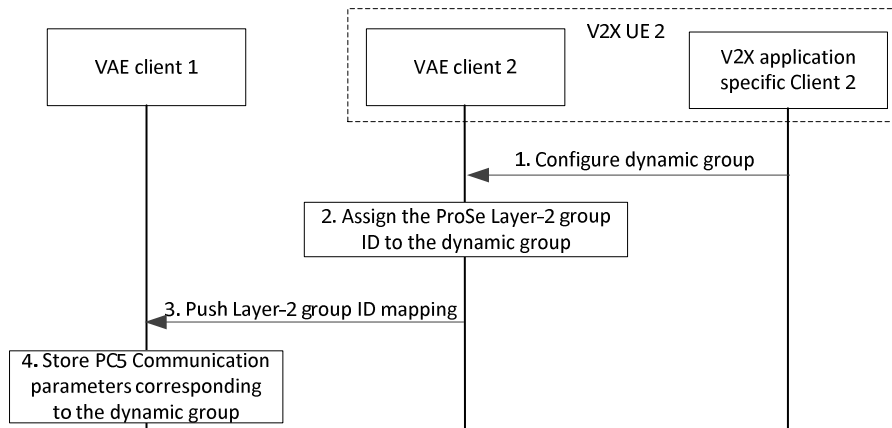 V2X UE 2
VAE client 1
VAE client 2
V2X application
specific Client 2
1. Configure dynamic group
2. Assign the ProSe Layer-2 group
ID to the dynamic group
3. Push Layer-2 group ID mapping
4. Store PC5 Communication
parameters corresponding
to the dynamic group